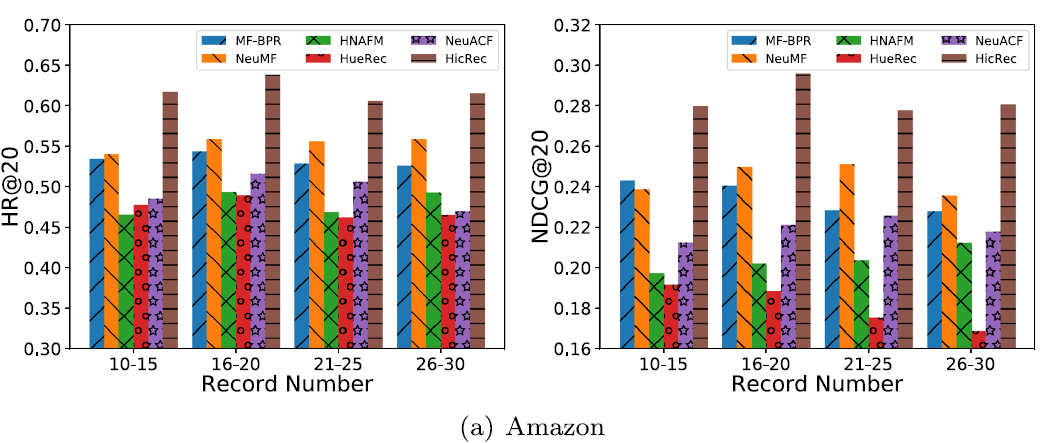 0.70
0.65
0.60
0.55
0.50
0.45
0.40
0.35
0.30
HR@20
MF-BPR HNAFM NeuACF
NeuMF HueRec HicRec
10-15 16-20 21-25 26-30
Record Number
0.32
0.30
0.28
0.26
0.24
0.22
0.20
0.18
0.16
NDCG@20
MF-BPR HNAFM NeuACF
NeuMF HueRec HicRec
10-15 16-20 21-25 26-30
Record Number
(a) Amazon